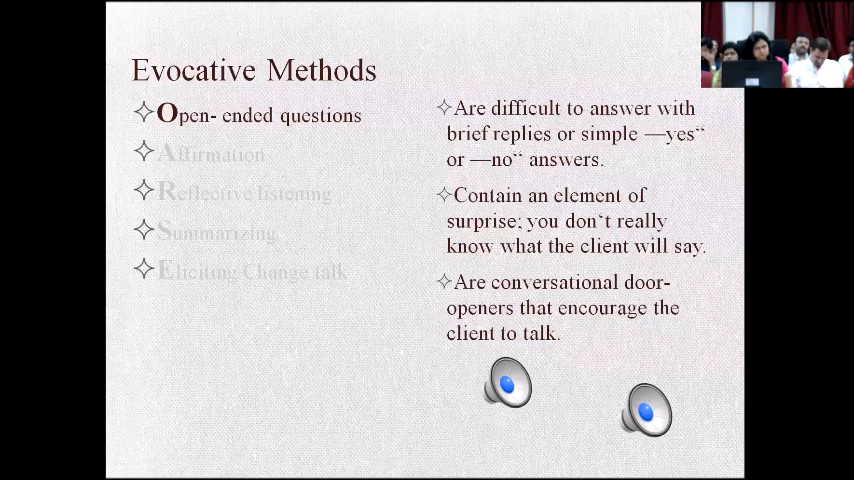 Evocative Methods
Open- ended questions
Affirmation
Reflective listening
Summarizing
Eliciting Change talk
Are difficult to answer with
brief replies or simple ―yes‖
or ―no‖ answers.
Contain an element of
surprise; you don‘t really
know what the client will say.
Are conversational door-
openers that encourage the
client to talk.